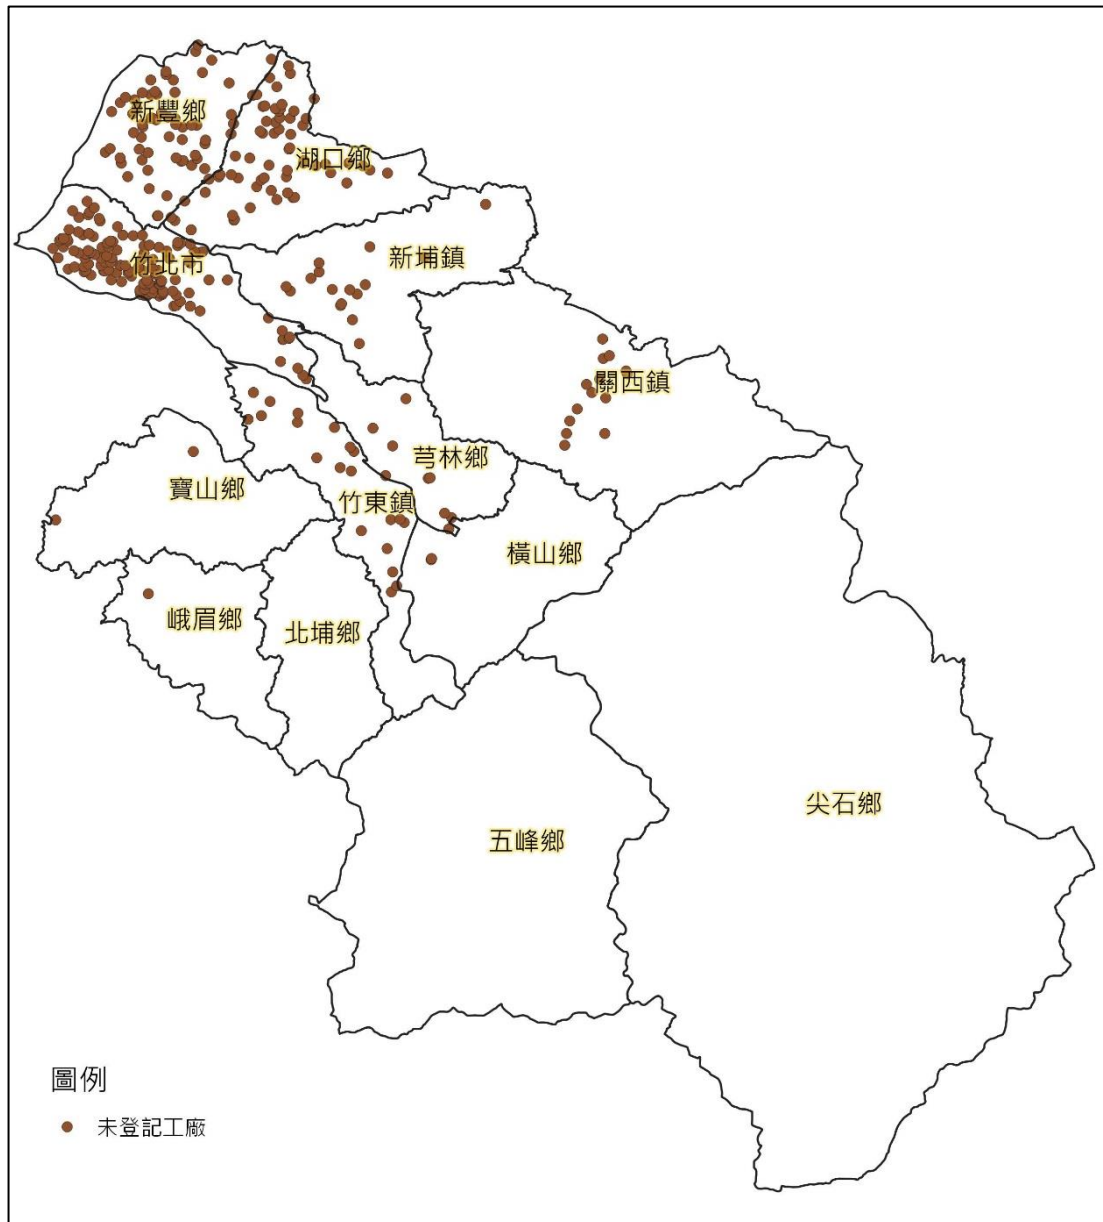 新豐鄉
湖口鄉
竹北市
新埔鎮
關西鎮
芎林鄉
寶山鄉
竹東鎮
橫山鄉
峨眉鄉
北埔鄉
尖石鄉
五峰鄉
圖例
未登記工廠